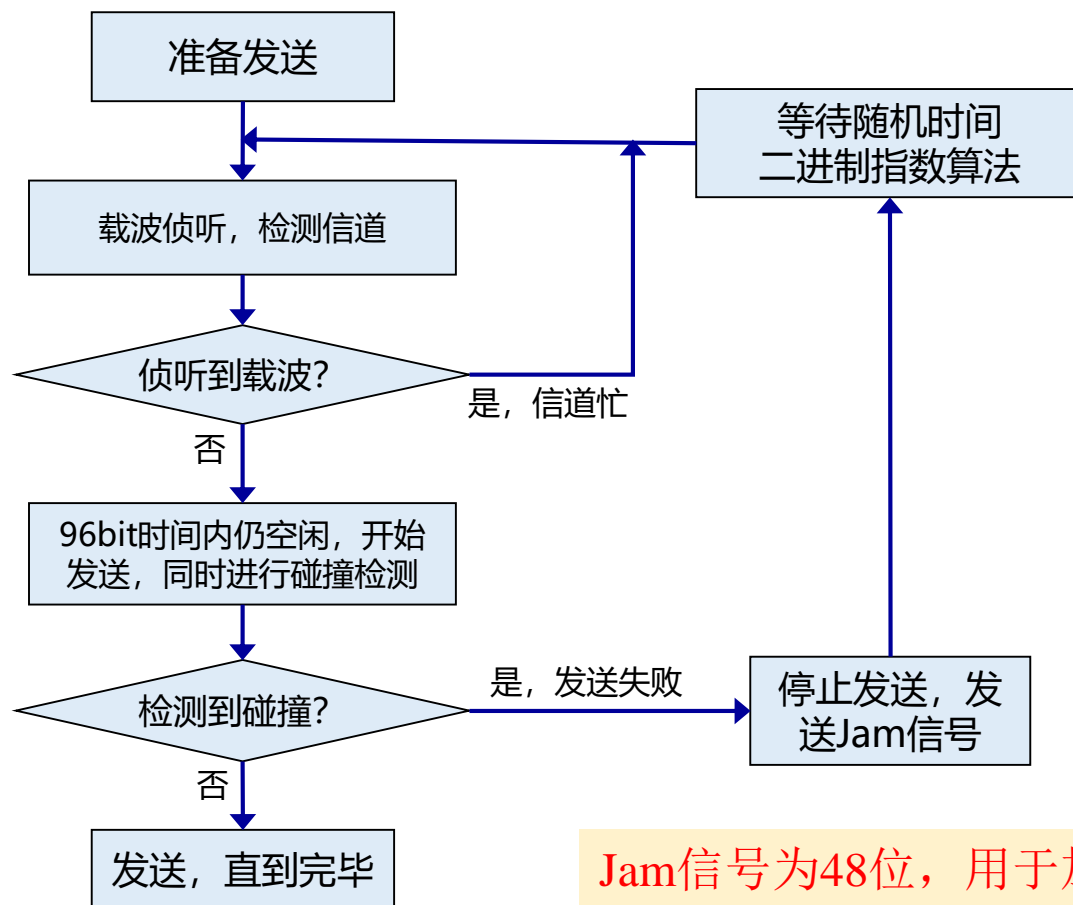 准备发送
等待随机时间
二进制指数算法
载波侦听，检测信道
侦听到载波？
是，信道忙
否
96bit时间内仍空闲，开始
发送，同时进行碰撞检测
检测到碰撞？
是，发送失败
停止发送，发
送Jam信号
否
发送，直到完毕
Jam信号为48位，用于